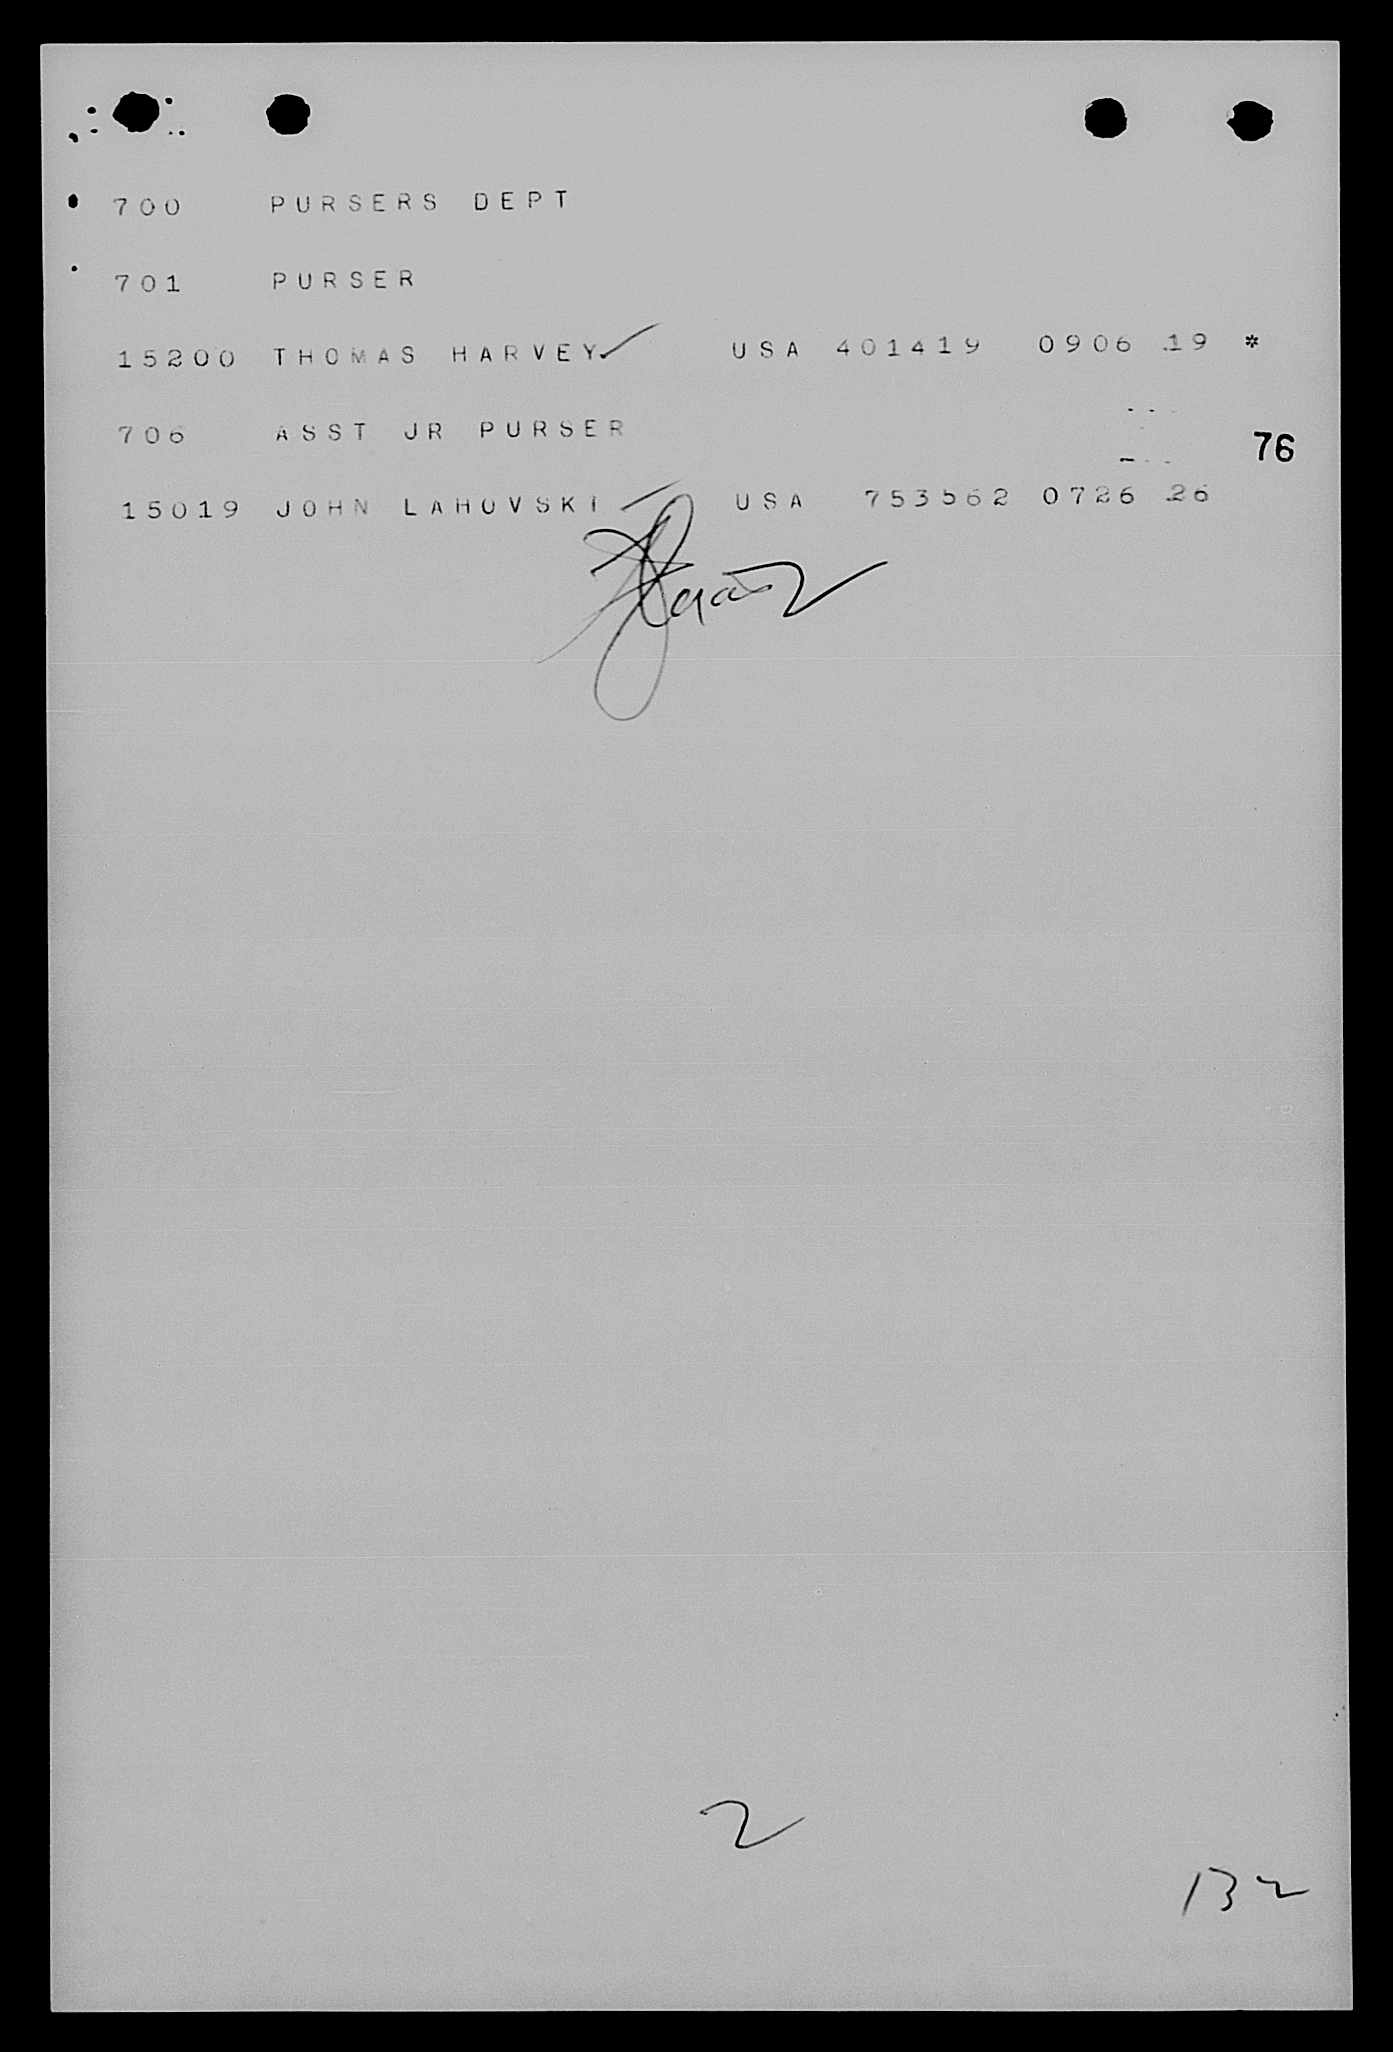 700 PURSERS DEPT
701 PURSER
15200 THOMAS HARVEY USA 401419 0906 19 *
706 ASST JR PURSER
76
15019 JOHN LAHOVSKI USA 753562 0726 26
2
132